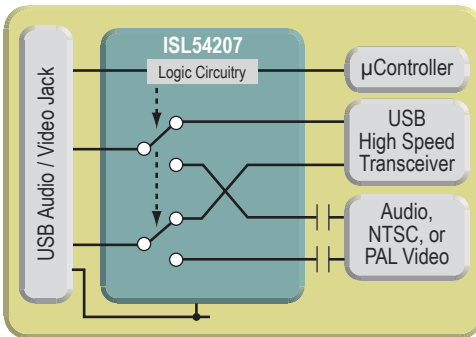 ISL54207
USB Audio / Video Jack
Logic Circuitry
µController
USB
High Speed
Transceiver
Audio,
NTSC, or
PAL Video